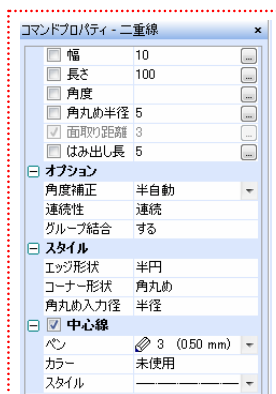 コマンドプロパティ - 二重線 ×
幅 10 ...
長さ 100 ...
角度 ...
角丸め半径 5 ...
面取り距離 3 ...
はみ出し長 5 ...
オプション
角度補正 半自動
連続性 連続
グループ結合 する
スタイル
エッジ形状 半円
コーナー形状 角丸め
角丸め入力径 半径
中心線
ペン 3 (0.50 mm)
カラー 未使用
スタイル